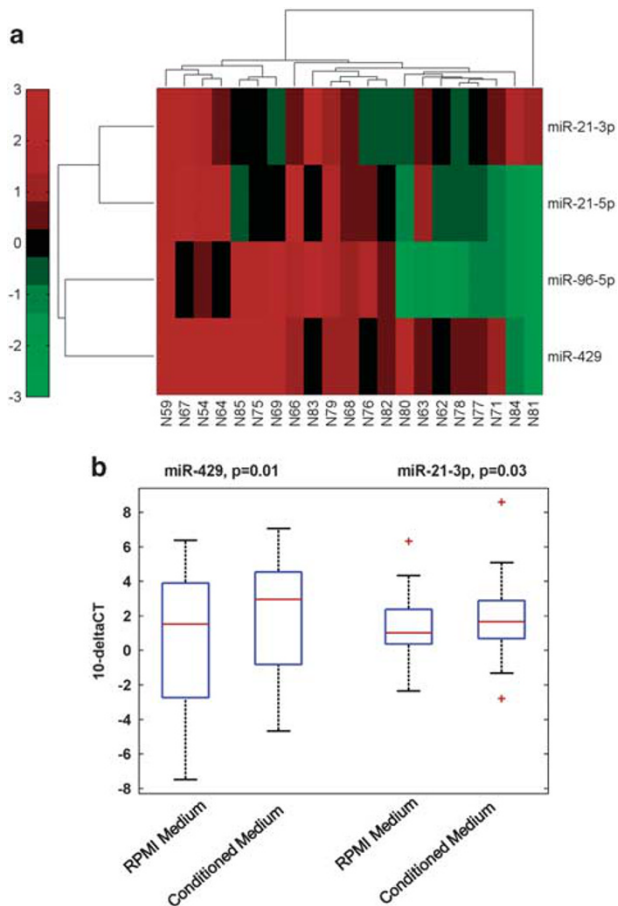 a
3
2
1
0
-1
-2
-3
miR-21-3p
miR-21-5p
miR-96-5p
miR-429
N59 N67 N54 N64 N85 N75 N69 N66 N83 N79 N68 N76 N82 N80 N63 N62 N78 N77 N71 N84 N81
b
miR-429, p=0.01 miR-21-3p, p=0.03
10-deltaCT
8
6
4
2
0
-2
-4
-6
-8
RPMI Medium
Conditioned Medium
RPMI Medium
Conditioned Medium